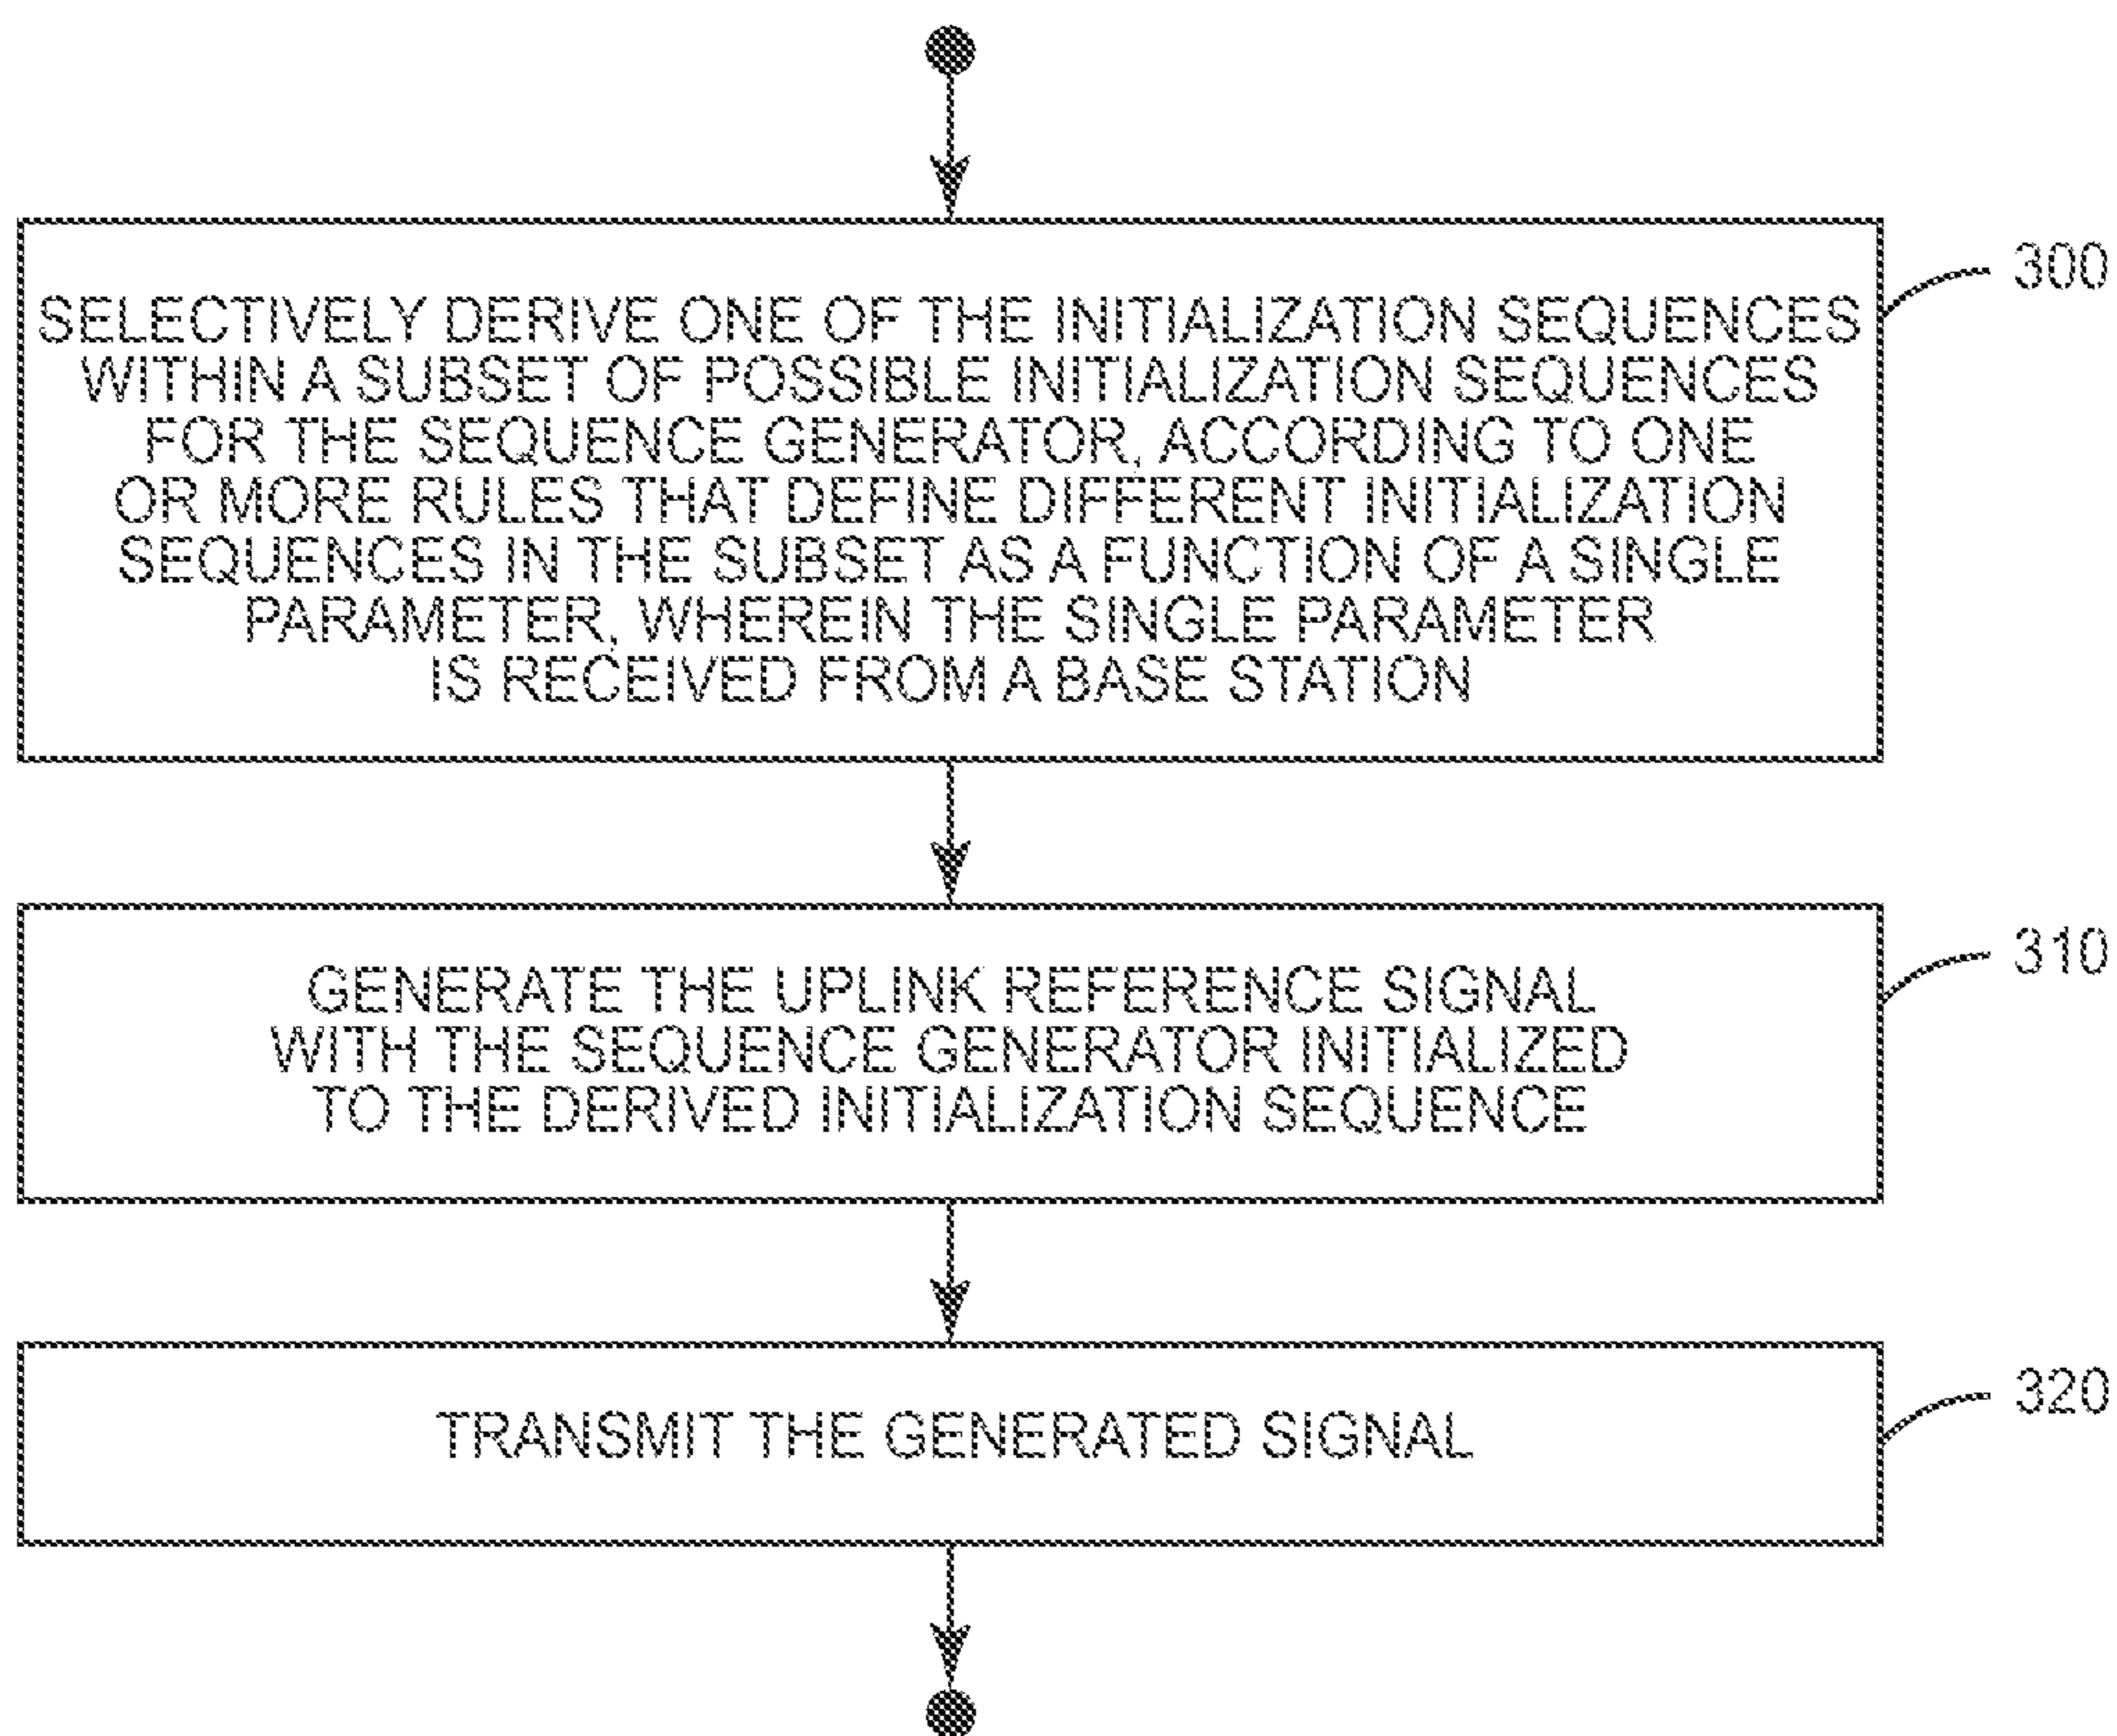 300
SELECTIVELY DERIVE ONE OF THE INITIALIZATION SEQUENCES
WITHIN A SUBSET OF POSSIBLE INITIALIZATION SEQUENCES
FOR THE SEQUENCE GENERATOR, ACCORDING TO ONE
OR MORE RULES THAT DEFINE DIFFERENT INITIALIZATION
SEQUENCES IN THE SUBSET AS A FUNCTION OF A SINGLE
PARAMETER, WHEREIN THE SINGLE PARAMETER
IS RECEIVED FROM A BASE STATION
310
GENERATE THE UPLINK REFERENCE SIGNAL
WITH THE SEQUENCE GENERATOR INITIALIZED
TO THE DERIVED INITIALIZATION SEQUENCE
320
TRANSMIT THE GENERATED SIGNAL